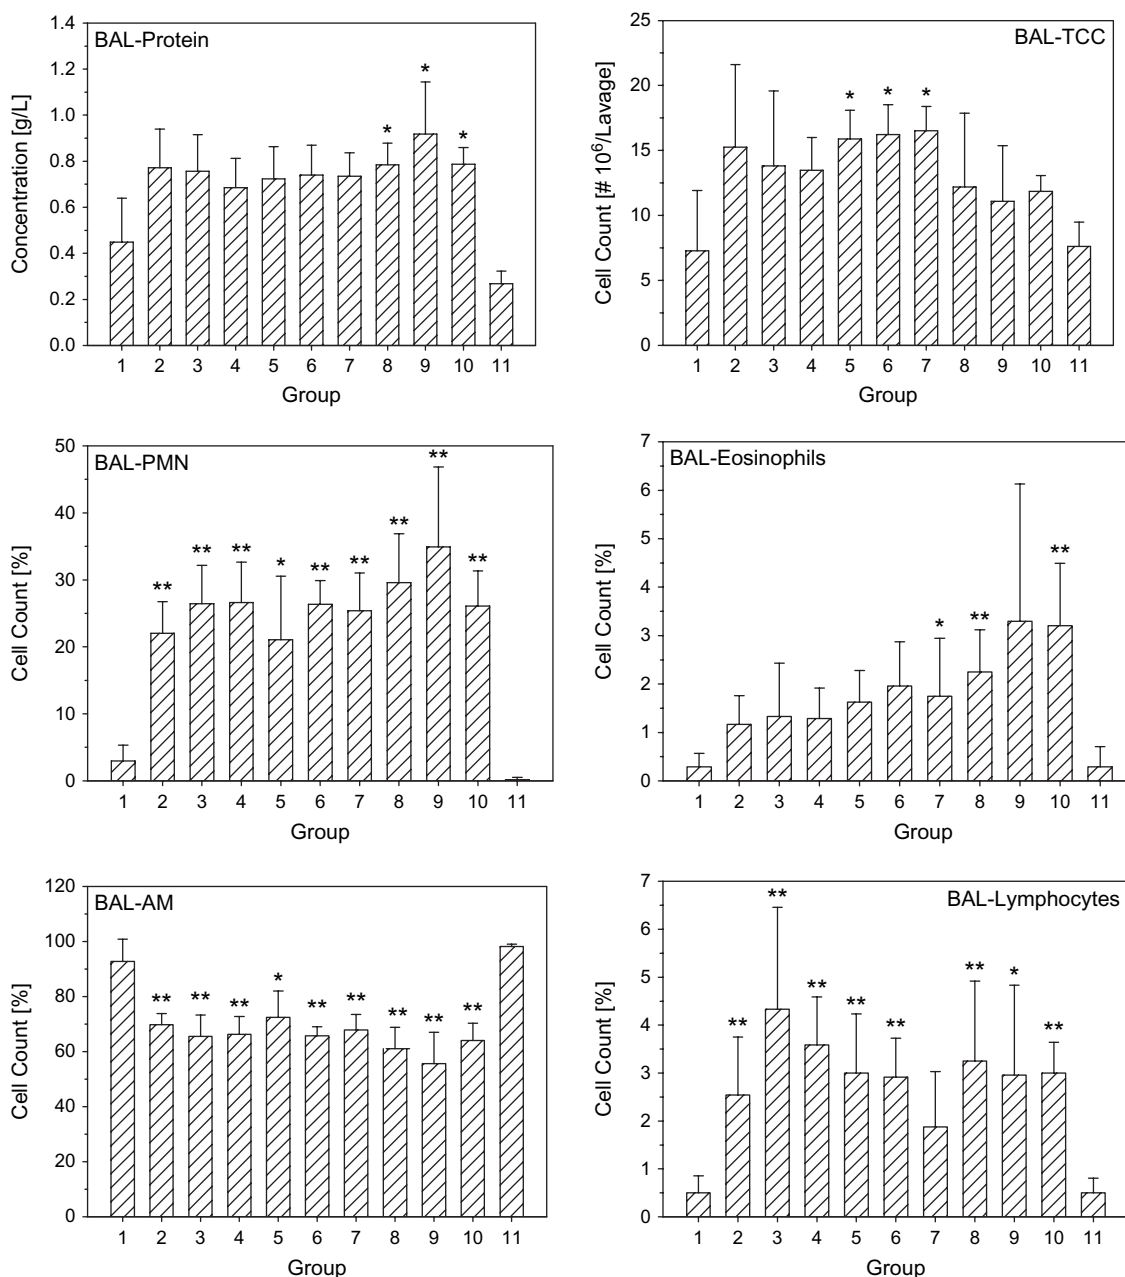 BAL-Protein
Concentration [g/L]
1.4
1.2
1.0
0.8
0.6
0.4
0.2
0.0
* * *
1 2 3 4 5 6 7 8 9 10 11
Group
BAL-TCC
Cell Count [# 10^6/Lavage]
25
20
15
10
5
0
* * *
1 2 3 4 5 6 7 8 9 10 11
Group
BAL-PMN
Cell Count [%]
50
40
30
20
10
0
** ** ** * ** ** ** ** **
1 2 3 4 5 6 7 8 9 10 11
Group
BAL-Eosinophils
Cell Count [%]
7
6
5
4
3
2
1
0
* ** **
1 2 3 4 5 6 7 8 9 10 11
Group
BAL-AM
Cell Count [%]
120
100
80
60
40
20
0
** ** ** * ** ** ** ** **
1 2 3 4 5 6 7 8 9 10 11
Group
BAL-Lymphocytes
Cell Count [%]
7
6
5
4
3
2
1
0
** ** ** ** ** ** * **
1 2 3 4 5 6 7 8 9 10 11
Group